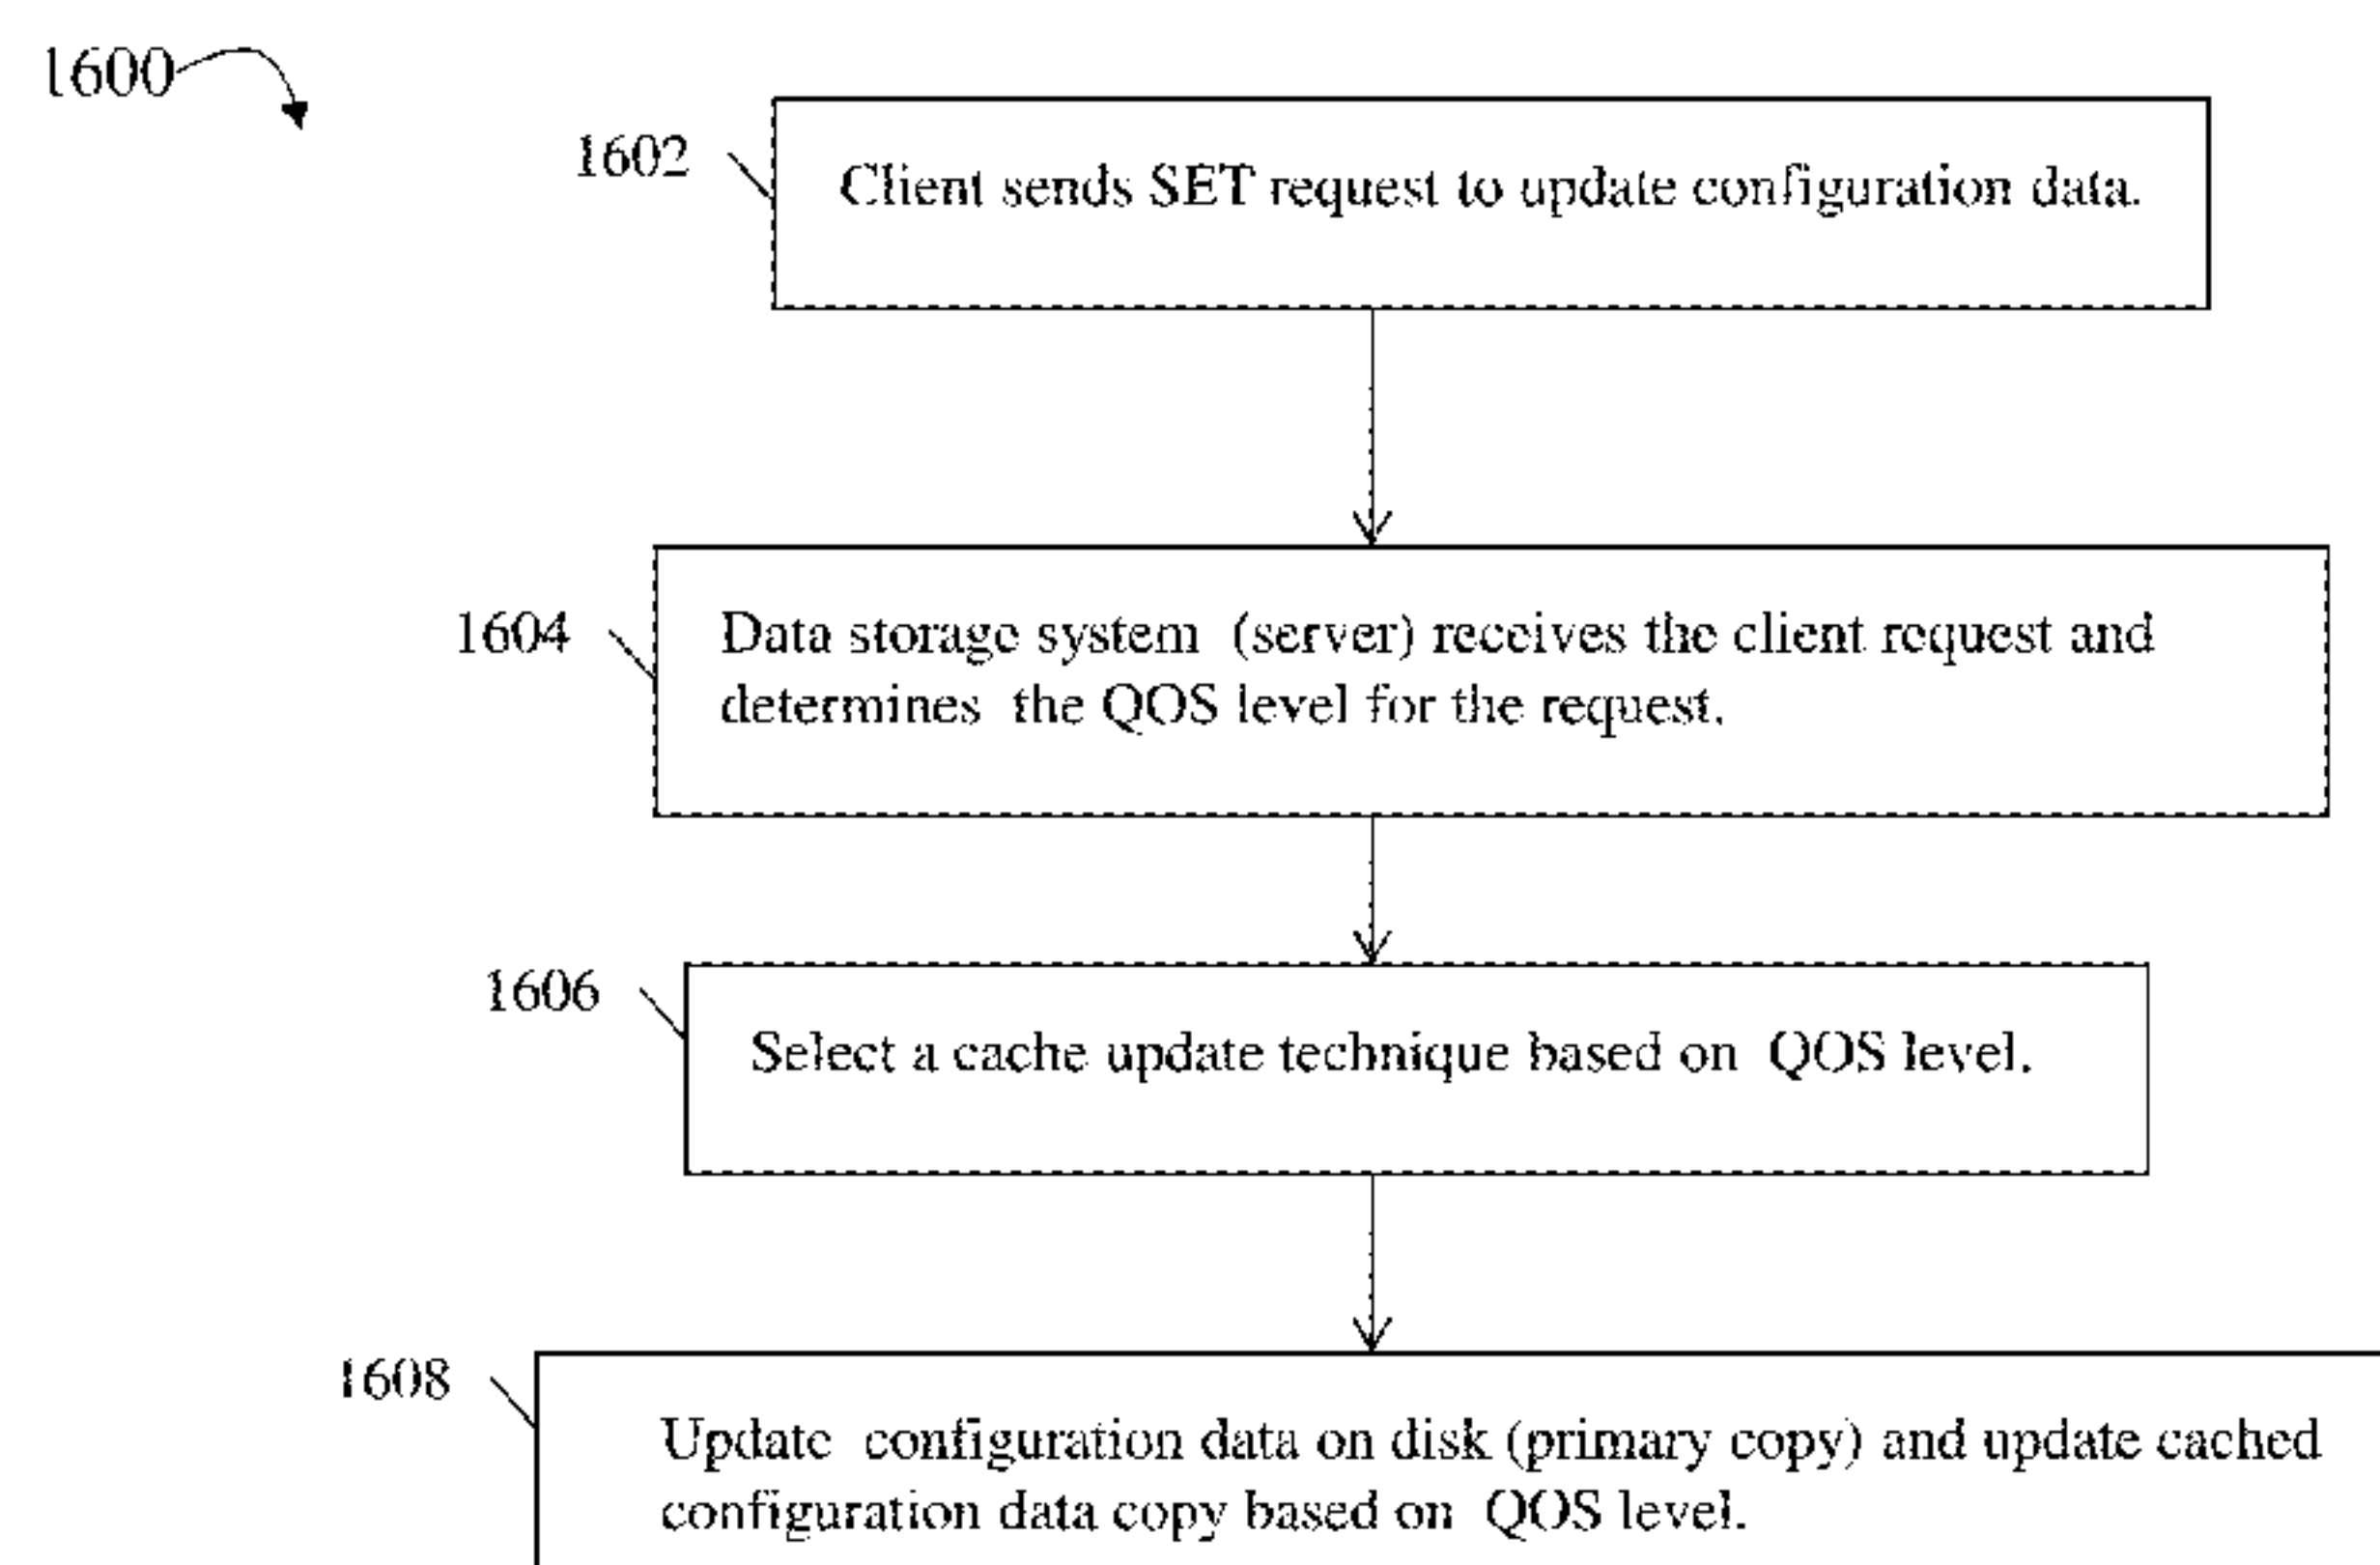 1600
1602
Client sends SET request to update configuration data.
1604
Data storage system (server) receives the client request and
determines the QOS level for the request.
1606
Select a cache update technique based on QOS level.
1608
Update configuration data on disk (primary copy) and update cached
configuration data copy based on QOS level.